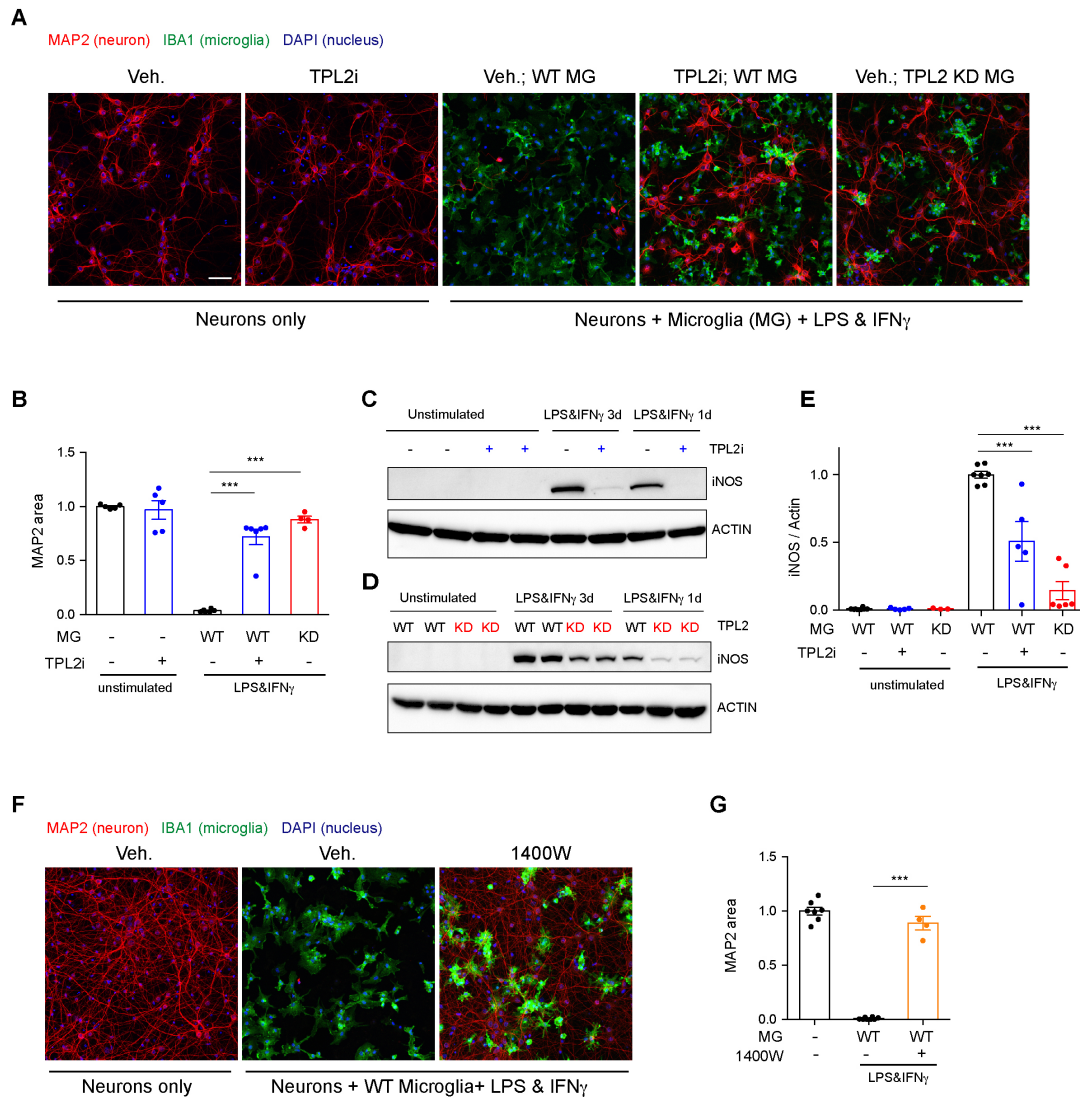 A
MAP2 (neuron) IBA1 (microglia) DAPI (nucleus)
Veh. TPL2i Veh.; WT MG TPL2i; WT MG Veh.; TPL2 KD MG
Neurons only Neurons + Microglia (MG) + LPS & IFNγ
B
1.5
1.0
0.5
0.0
MAP2 area
*** ***
MG - - WT WT KD
TPL2i - + - + -
unstimulated LPS&IFNγ
C
Unstimulated LPS&IFNγ 3d LPS&IFNγ 1d
- - + + - + - + TPL2i
iNOS
ACTIN
D
Unstimulated LPS&IFNγ 3d LPS&IFNγ 1d
WT WT KD KD WT WT KD KD WT KD KD TPL2
iNOS
ACTIN
E
1.0
0.5
0.0
iNOS / Actin
***
***
MG WT WT KD WT WT KD
TPL2i - + - - + -
unstimulated LPS&IFNγ
F
MAP2 (neuron) IBA1 (microglia) DAPI (nucleus)
Veh. Veh. 1400W
Neurons only Neurons + WT Microglia+ LPS & IFNγ
G
1.5
1.0
0.5
0.0
MAP2 area
***
MG - WT WT
1400W - - +
LPS&IFNγ